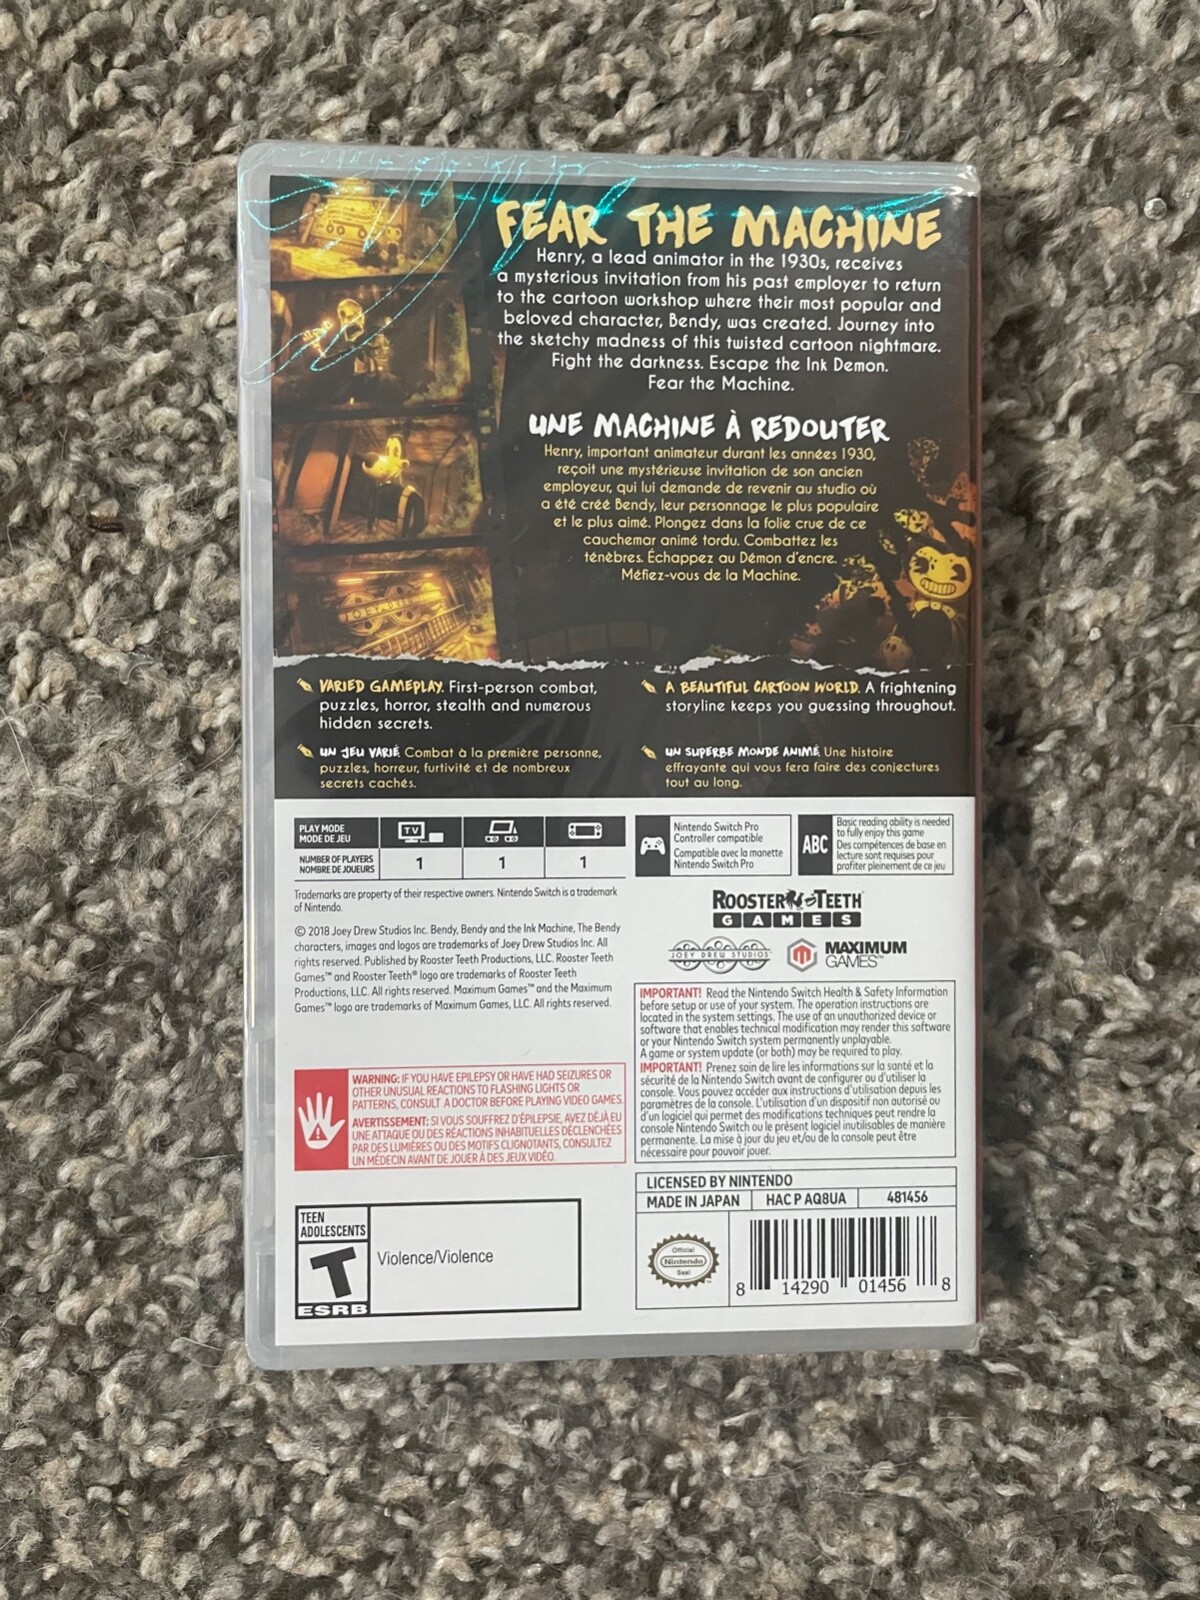 FEAR THE MACHINE
Henry, a lead animator in the 1930s, receives
a mysterious invitation from his past employer to return
to the cartoon workshop where their most popular and
beloved character, Bendy, was created. Journey into
the sketchy madness of this twisted cartoon nightmare.
Fight the darkness. Escape the Ink Demon.
Fear the Machine.
UNE MACHINE À REDOUTER
Henry, important animateur durant les années 1930,
reçoit une mystérieuse invitation de son ancien
employeur, qui lui demande de revenir au studio où
a été créé Bendy, leur personnage le plus populaire
et le plus aimé. Plongez dans la folie crue de ce
cauchemar animé tordu. Combattez les
ténèbres. Échappez au Démon d'encre.
Méfiez-vous de la Machine.
VARIED GAMEPLAY. First-person combat,
puzzles, horror, stealth and numerous
hidden secrets.
UN JEU VARIÉ Combat à la première personne,
puzzles, horreur, furtivité et de nombreux
secrets cachés.
A BEAUTIFUL CARTOON WORLD. A frightening
storyline keeps you guessing throughout.
UN SUPERBE MONDE ANIMÉ Une histoire
effrayante qui vous fera faire des conjectures
tout au long.
PLAY MODE
MODE DE JEU
TV
NUMBER OF PLAYERS
NOMBRE DE JOUEURS
1 1 1
Nintendo Switch Pro
Controller compatible
Compatible avec la manette
Nintendo Switch Pro
ABC
Basic reading ability is needed
to fully enjoy this game
Des compétences de base en
lecture sont requises pour
profiter pleinement de ce jeu
Trademarks are property of their respective owners. Nintendo Switch is a trademark
of Nintendo.
© 2018 Joey Drew Studios Inc. Bendy, Bendy and the Ink Machine, The Bendy
characters, images and logos are trademarks of Joey Drew Studios Inc. All
rights reserved. Published by Rooster Teeth Productions, LLC. Rooster Teeth
Games™ and Rooster Teeth® logo are trademarks of Rooster Teeth
Productions, LLC. All rights reserved. Maximum Games™ and the Maximum
Games™ logo are trademarks of Maximum Games, LLC. All rights reserved.
ROOSTER TEETH
GAMES
JOEY DREW STUDIOS
MAXIMUM
GAMES™
IMPORTANT! Read the Nintendo Switch Health & Safety Information
before setup or use of your system. The operation instructions are
located in the system settings. The use of an unauthorized device or
software that enables technical modification may render this software
or your Nintendo Switch system permanently unplayable.
A game or system update (or both) may be required to play.
IMPORTANT! Prenez soin de lire les informations sur la santé et la
sécurité de la Nintendo Switch avant de configurer ou d'utiliser la
console. Vous pouvez accéder aux instructions d'utilisation depuis les
paramètres de la console. L'utilisation d'un dispositif non autorisé ou
d'un logiciel qui permet des modifications techniques peut rendre la
console Nintendo Switch ou le présent logiciel inutilisables de manière
permanente. La mise à jour du jeu et/ou de la console peut être
nécessaire pour pouvoir jouer.
WARNING: IF YOU HAVE EPILEPSY OR HAVE HAD SEIZURES OR
OTHER UNUSUAL REACTIONS TO FLASHING LIGHTS OR
PATTERNS, CONSULT A DOCTOR BEFORE PLAYING VIDEO GAMES.
AVERTISSEMENT: SI VOUS SOUFFREZ D'ÉPILEPSIE, AVEZ DÉJÀ EU
UNE ATTAQUE OU DES RÉACTIONS INHABITUELLES DÉCLENCHÉES
PAR DES LUMIÈRES OU DES MOTIFS CLIGNOTANTS, CONSULTEZ
UN MÉDECIN AVANT DE JOUER À DES JEUX VIDÉO.
LICENSED BY NINTENDO
MADE IN JAPAN HAC P AQ8UA 481456
Official
Nintendo
Seal
8 14290 01456 8
TEEN
ADOLESCENTS
T
ESRB
Violence/Violence